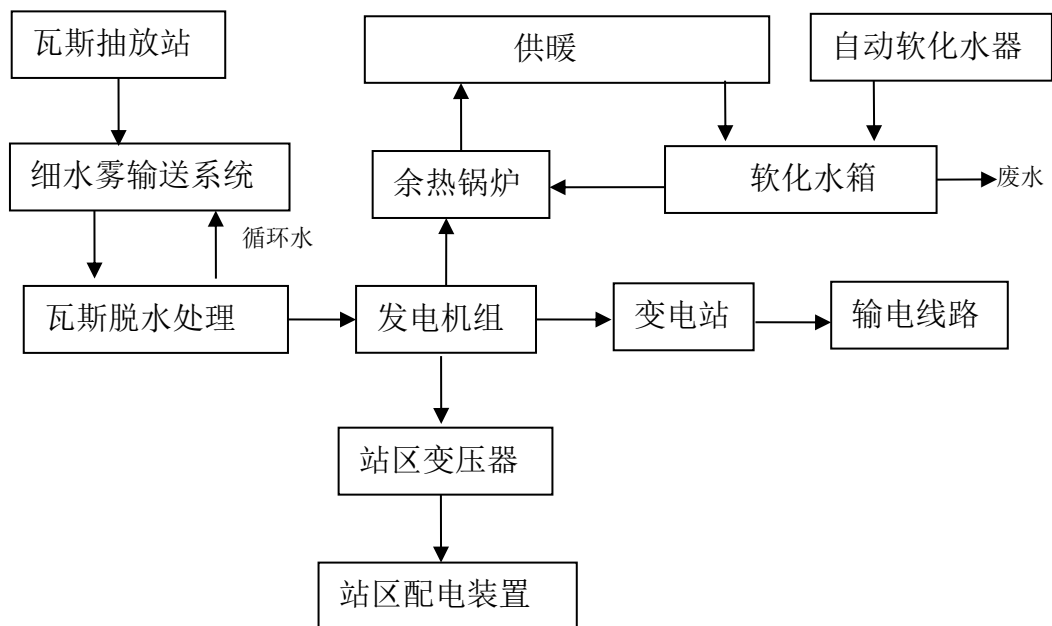 瓦斯抽放站
供暖
自动软化水器
细水雾输送系统
余热锅炉
软化水箱
废水
循环水
瓦斯脱水处理
发电机组
变电站
输电线路
站区变压器
站区配电装置